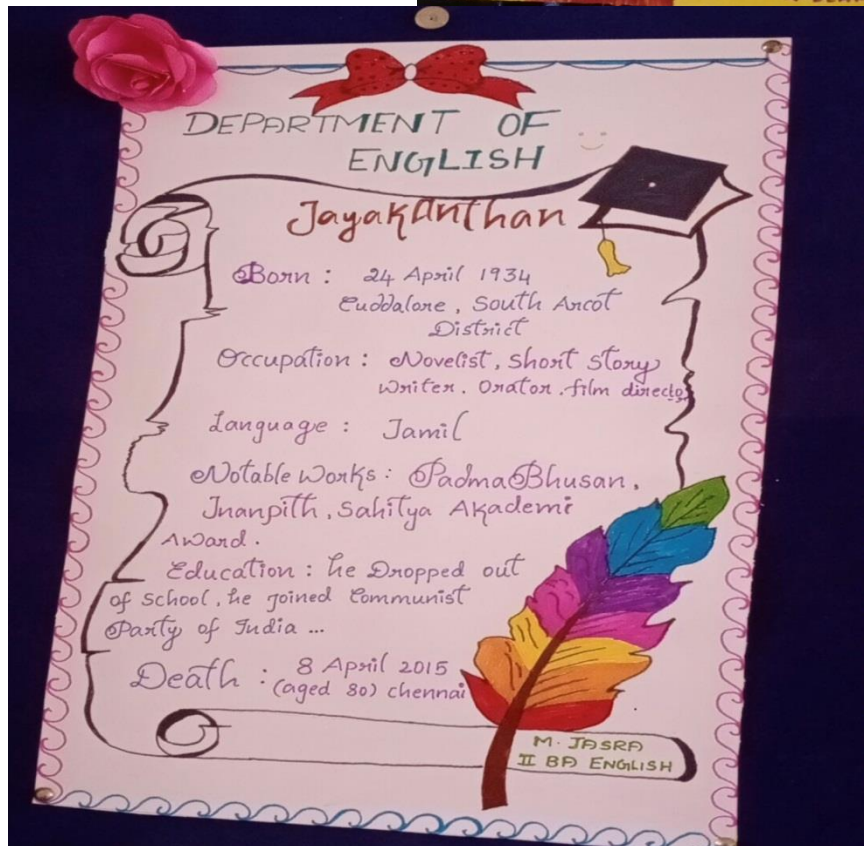 DEPARTMENT OF
ENGLISH
JayakAnthan
Born : 24 April 1934
Cuddalore, South Arcot
District
Occupation : Novelist, Short Story
Writer. Orator. film director
Language : Tamil
Notable Works : PadmaBhusan,
Jnanpith, Sahitya Akademi
Award.
Education : he Dropped out
of School, he joined Communist
Party of India ...
Death : 8 April 2015
(aged 80) chennai
M. JASRA
II BA ENGLISH